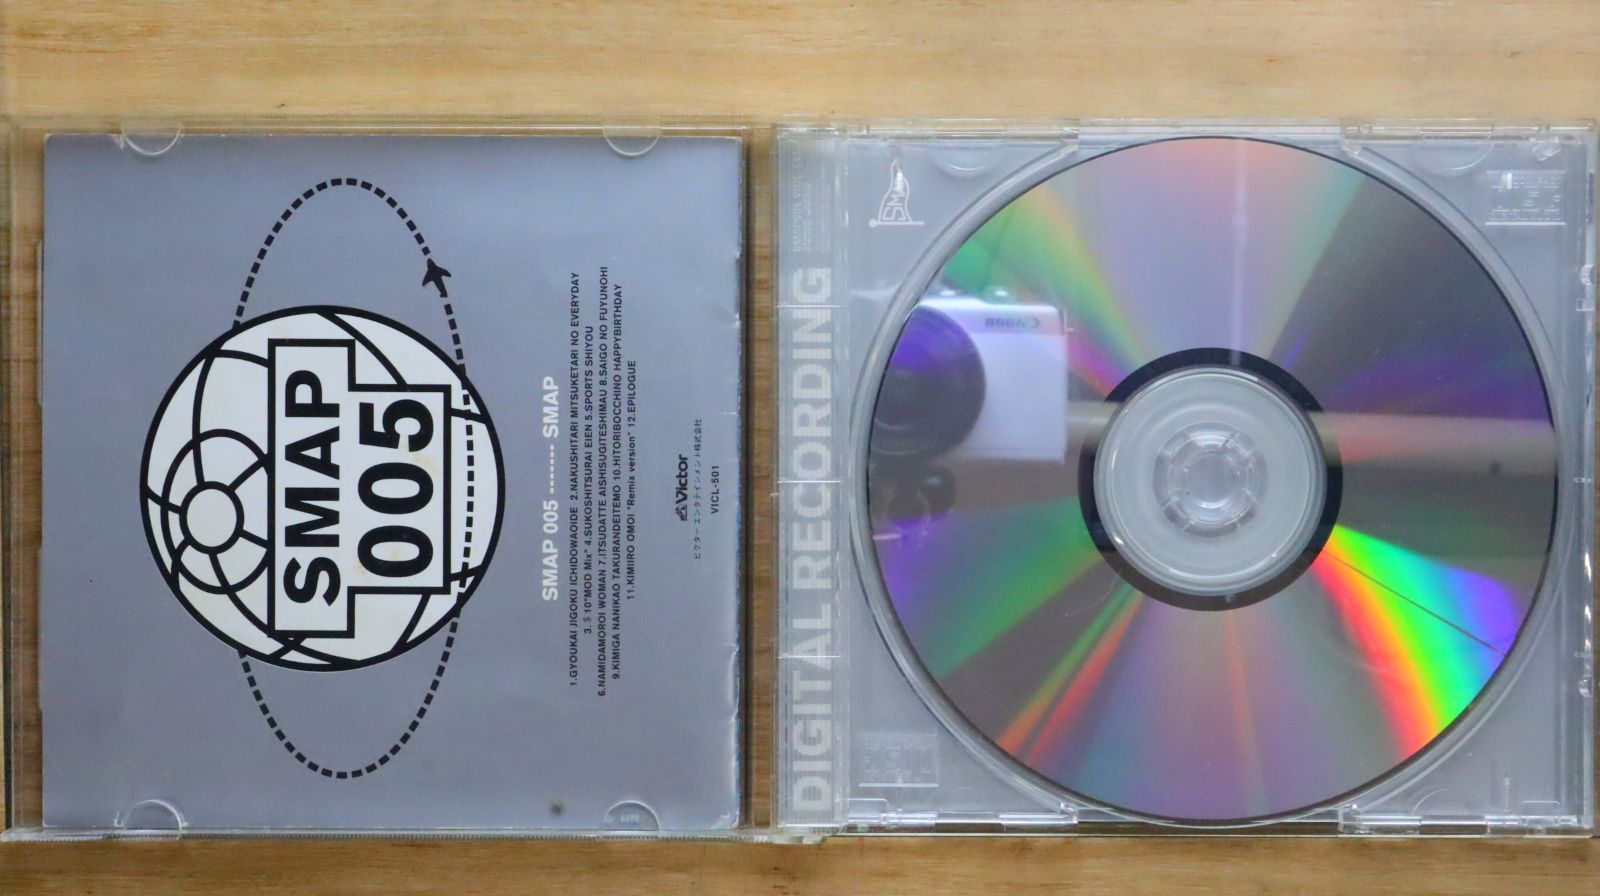 SMAP
005
SMAP 005 ------- SMAP
1.GYOUKAI JIGOKU ICHIDOWAOIDE 2.NAKUSHITARI MITSUKETARI NO EVERYDAY
3.$ 10"MOD Mix" 4.SUKOSHITSURAI EIEN 5.SPORTS SHIYOU
6.NAMIDAMOROI WOMAN 7.ITSUDATTE AISHISUGITESHIMAU 8.SAIGO NO FUYUNOHI
9.KIMIGA NANIKAO TAKURANDEITEMO 10.HITORIBOCCHINO HAPPYBIRTHDAY
11.KIMIIRO OMOI "Remix version" 12.EPILOGUE
Victor
ビクター エンタテインメント株式会社
VICL-501
DIGITAL RECORDING
SMAP
Canon